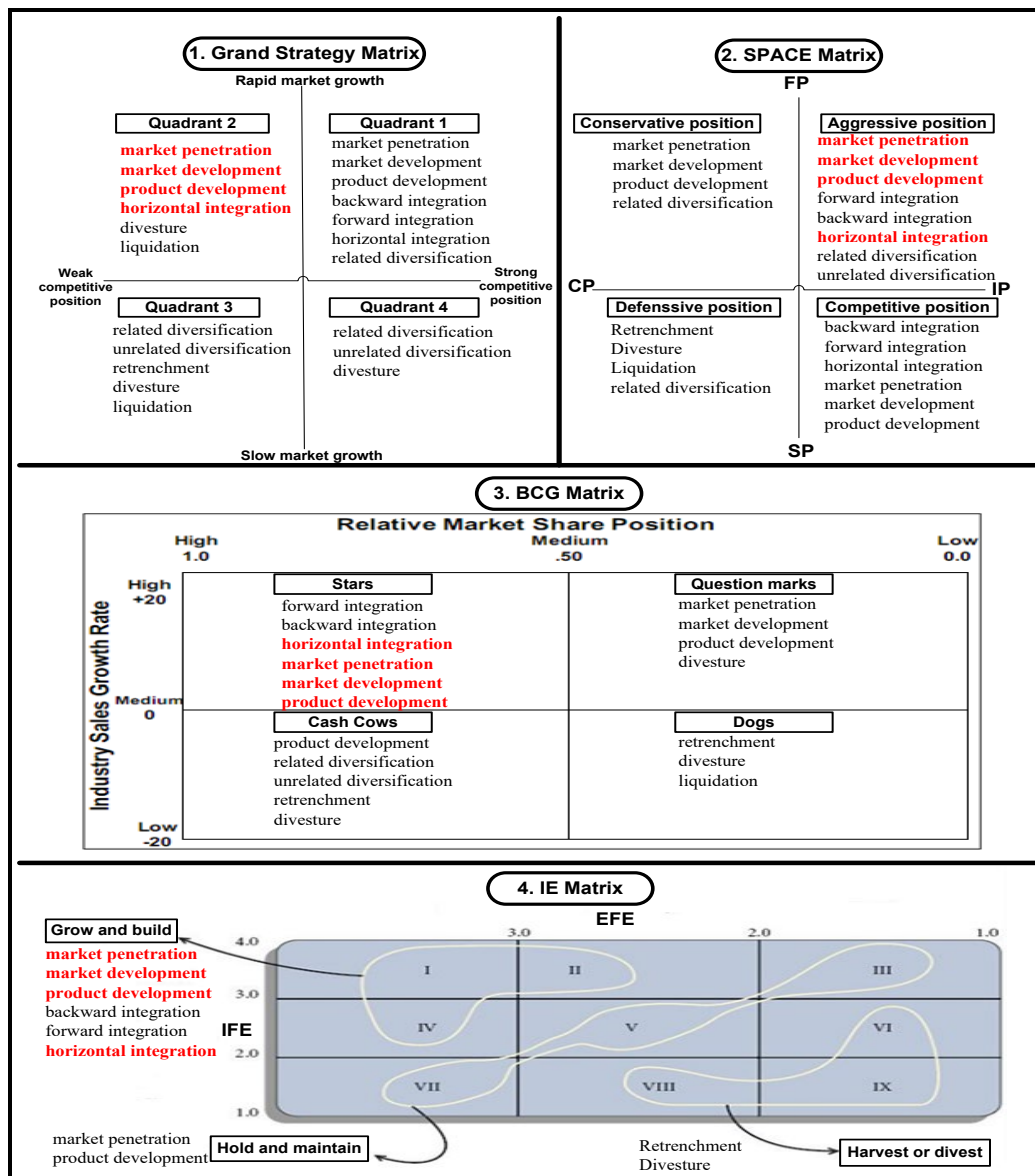 1. Grand Strategy Matrix
Rapid market growth
Quadrant 2
market penetration
market development
product development
horizontal integration
divesture
liquidation
Quadrant 1
market penetration
market development
product development
backward integration
forward integration
horizontal integration
related diversification
Weak
competitive
position
Strong
competitive
position
Quadrant 3
related diversification
unrelated diversification
retrenchment
divesture
liquidation
Quadrant 4
related diversification
unrelated diversification
divesture
Slow market growth
2. SPACE Matrix
FP
Conservative position
market penetration
market development
product development
related diversification
Aggressive position
market penetration
market development
product development
forward integration
backward integration
horizontal integration
related diversification
unrelated diversification
CP
IP
Defenssive position
Retrenchment
Divesture
Liquidation
related diversification
Competitive position
backward integration
forward integration
horizontal integration
market penetration
market development
product development
SP
3. BCG Matrix
Relative Market Share Position
High
1.0
Medium
.50
Low
0.0
Industry Sales Growth Rate
High
+20
Medium
0
Low
-20
Stars
forward integration
backward integration
horizontal integration
market penetration
market development
product development
Question marks
market penetration
market development
product development
divesture
Cash Cows
product development
related diversification
unrelated diversification
retrenchment
divesture
Dogs
retrenchment
divesture
liquidation
4. IE Matrix
EFE
Grow and build
market penetration
market development
product development
backward integration
forward integration
horizontal integration
IFE
4.0 3.0 2.0 1.0
3.0
2.0
1.0
I II III
IV V VI
VII VIII IX
market penetration
product development
Hold and maintain
Retrenchment
Divesture
Harvest or divest